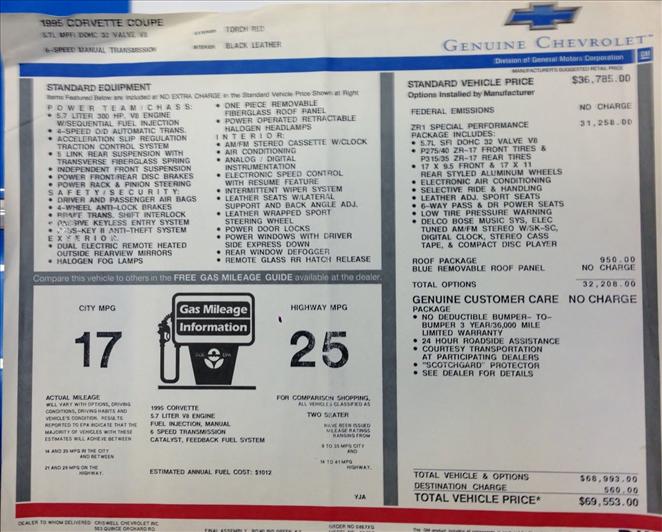 1995 CORVETTE COUPE
5.7L MPFI DOHC 32 VALVE V8
6-SPEED MANUAL TRANSMISSION
EXTERIOR TORCH RED
INTERIOR BLACK LEATHER
GENUINE CHEVROLET
Division of General Motors Corporation
GM
STANDARD EQUIPMENT
Items Featured Below are Included at NO EXTRA CHARGE in the Standard Vehicle Price Shown at Right
POWER TEAM/CHASS:
• 5.7 LITER 300 HP. V8 ENGINE
W/SEQUENTIAL FUEL INJECTION
• 4-SPEED O/D AUTOMATIC TRANS.
• ACCELERATION SLIP REGULATION
TRACTION CONTROL SYSTEM
• 5 LINK REAR SUSPENSION WITH
TRANSVERSE FIBERGLASS SPRING
• INDEPENDENT FRONT SUSPENSION
• POWER FRONT/REAR DISC BRAKES
• POWER RACK & PINION STEERING
SAFETY/SECURITY:
• DRIVER AND PASSENGER AIR BAGS
• 4-WHEEL ANTI-LOCK BRAKES
• BRAKE TRANS. SHIFT INTERLOCK
• PASSIVE KEYLESS ENTRY SYSTEM
• PASS-KEY II ANTI-THEFT SYSTEM
EXTERIOR:
• DUAL ELECTRIC REMOTE HEATED
OUTSIDE REARVIEW MIRRORS
• HALOGEN FOG LAMPS
• ONE PIECE REMOVABLE
FIBERGLASS ROOF PANEL
• POWER OPERATED RETRACTABLE
HALOGEN HEADLAMPS
INTERIOR:
• AM/FM STEREO CASSETTE W/CLOCK
• AIR CONDITIONING
• ANALOG / DIGITAL
INSTRUMENTATION
• ELECTRONIC SPEED CONTROL
WITH RESUME FEATURE
• INTERMITTENT WIPER SYSTEM
• LEATHER SEATS W/LATERAL
SUPPORT AND BACK ANGLE ADJ.
• LEATHER WRAPPED SPORT
STEERING WHEEL
• POWER DOOR LOCKS
• POWER WINDOWS WITH DRIVER
SIDE EXPRESS DOWN
• REAR WINDOW DEFOGGER
• REMOTE GLASS RR HATCH RELEASE
Compare this vehicle to others in the FREE GAS MILEAGE GUIDE available at the dealer.
CITY MPG
17
Gas Mileage
Information
DOE EPA
HIGHWAY MPG
25
ACTUAL MILEAGE
WILL VARY WITH OPTIONS, DRIVING
CONDITIONS, DRIVING HABITS AND
VEHICLE'S CONDITION. RESULTS
REPORTED TO EPA INDICATE THAT THE
MAJORITY OF VEHICLES WITH THESE
ESTIMATES WILL ACHIEVE BETWEEN
14 AND 20 MPG IN THE CITY
AND BETWEEN
21 AND 29 MPG ON THE
HIGHWAY.
1995 CORVETTE
5.7 LITER V8 ENGINE
FUEL INJECTION, MANUAL
6 SPEED TRANSMISSION
CATALYST, FEEDBACK FUEL SYSTEM
ESTIMATED ANNUAL FUEL COST: $1012
FOR COMPARISON SHOPPING,
ALL VEHICLES CLASSIFIED AS
TWO SEATER
HAVE BEEN ISSUED
MILEAGE RATINGS
RANGING FROM
TO 35 MPG CITY
AND
14 TO 41 MPG
HIGHWAY.
YJA
MANUFACTURER'S SUGGESTED RETAIL PRICE
STANDARD VEHICLE PRICE $36,785.00
Options Installed by Manufacturer
FEDERAL EMISSIONS NO CHARGE
ZR1 SPECIAL PERFORMANCE 31,258.00
PACKAGE INCLUDES:
• 5.7L SFI DOHC 32 VALVE V8
• P275/40 ZR-17 FRONT TIRES &
P315/35 ZR-17 REAR TIRES
• 17 X 9.5 FRONT & 17 X 11
REAR STYLED ALUMINUM WHEELS
• ELECTRONIC AIR CONDITIONING
• SELECTIVE RIDE & HANDLING
• LEATHER ADJ. SPORT SEATS
• 6-WAY PASS & DR POWER SEATS
• LOW TIRE PRESSURE WARNING
• DELCO BOSE MUSIC SYS, ELEC
TUNED AM/FM STEREO W/SK-SC,
DIGITAL CLOCK, STEREO CASS
TAPE, & COMPACT DISC PLAYER
ROOF PACKAGE 950.00
BLUE REMOVABLE ROOF PANEL NO CHARGE
TOTAL OPTIONS 32,208.00
GENUINE CUSTOMER CARE NO CHARGE
PACKAGE
• NO DEDUCTIBLE BUMPER- TO-
BUMPER 3 YEAR/36,000 MILE
LIMITED WARRANTY
• 24 HOUR ROADSIDE ASSISTANCE
• COURTESY TRANSPORTATION
AT PARTICIPATING DEALERS
• "SCOTCHGARD" PROTECTOR
• SEE DEALER FOR DETAILS
TOTAL VEHICLE & OPTIONS $68,993.00
DESTINATION CHARGE 560.00
TOTAL VEHICLE PRICE* $69,553.00
DEALER TO WHOM DELIVERED CRISWELL CHEVROLET INC
503 QUINCE ORCHARD RD
FINAL ASSEMBLY
ORDER NO